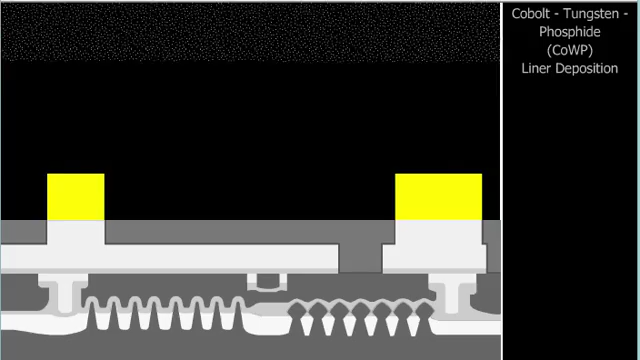 Cobolt - Tungsten -
Phosphide
(CoWP)
Liner Deposition